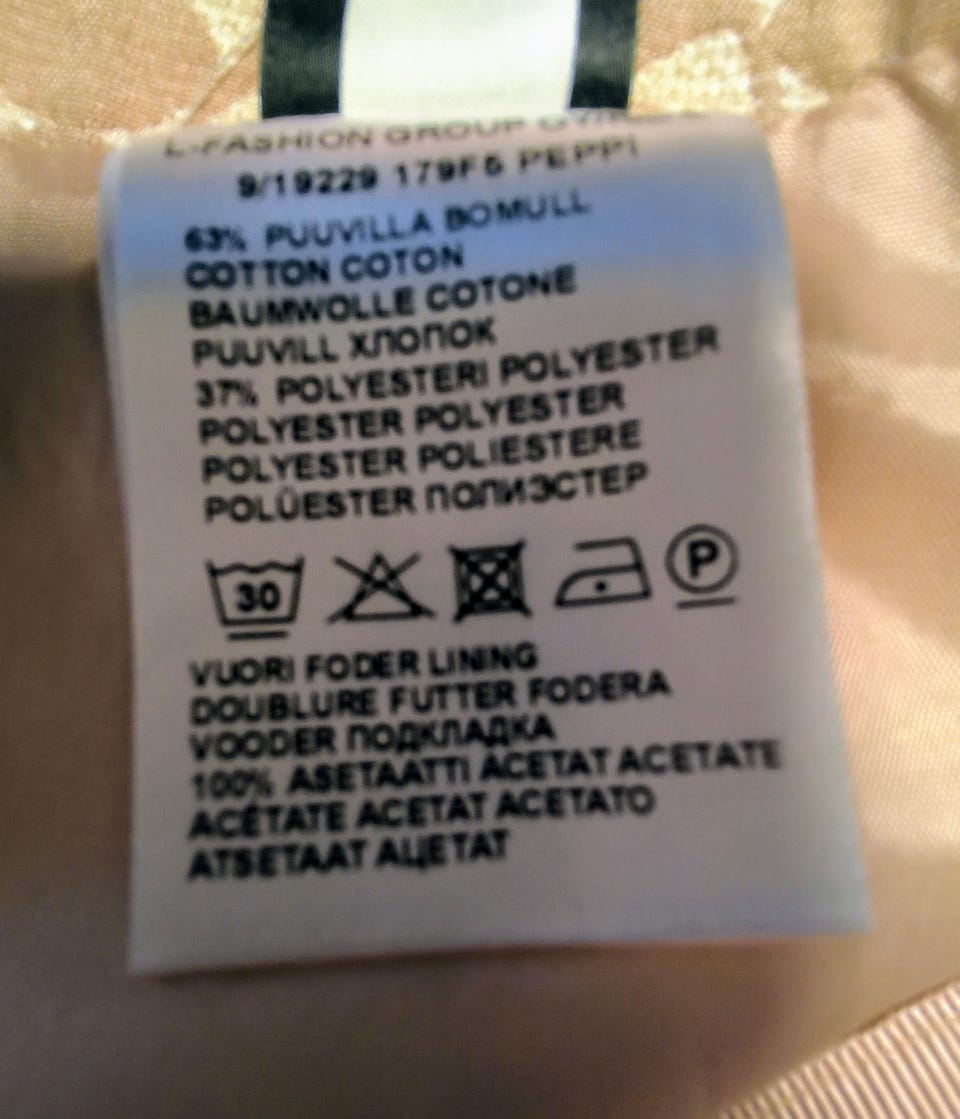 L-FASHION GROUP
9/19229 179F5 PEPPI
63% PUUVILLA BOMULL
COTTON COTON
BAUMWOLLE COTONE
PUUVILL ХЛОПОК
37% POLYESTERI POLYESTER
POLYESTER POLYESTER
POLYESTER POLIESTERE
POLÜESTER ПОЛИЭСТЕР
30 P
VUORI FODER LINING
DOUBLURE FUTTER FODERA
VOODER ПОДКЛАДКА
100% ASETAATTI ACETAT ACETATE
ACÉTATE ACETAT ACETATO
ATSETAAT АЦЕТАТ